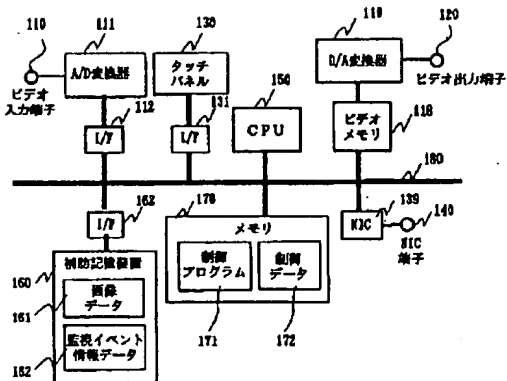 110
111
130
119
120
ビデオ
入力端子
A/D変換器
タッチ
パネル
D/A変換器
ビデオ出力端子
112
131
150
118
I/F
I/F
CPU
ビデオ
メモリ
180
162
170
139
140
I/F
メモリ
NIC
NIC
端子
補助記憶装置
160
画像
データ
161
制御
プログラム
制御
データ
監視イベント
情報データ
171
172
152